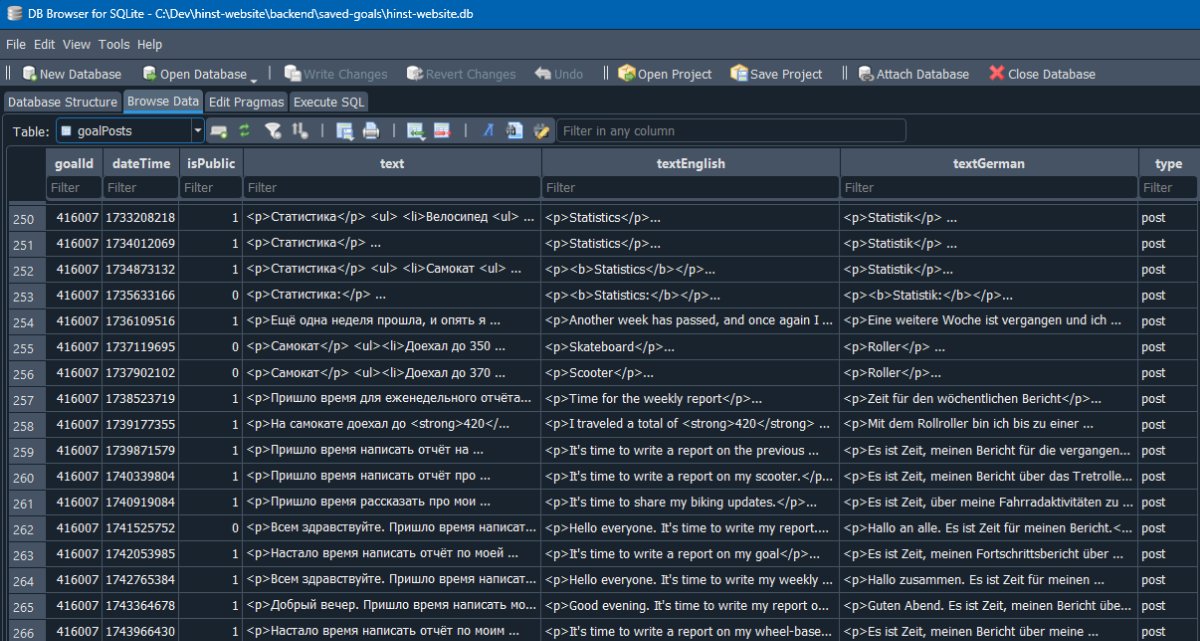 DB Browser for SQLite - C:\Dev\hinst-website\backend\saved-goals\hinst-website.db
File Edit View Tools Help
New Database Open Database Write Changes Revert Changes Undo Open Project Save Project Attach Database Close Database
Database Structure Browse Data Edit Pragmas Execute SQL
Table: goalPosts Filter in any column
goalId dateTime isPublic text textEnglish textGerman type
Filter Filter Filter Filter Filter Filter Filter
250 416007 1733208218 1 <p>Статистика</p> <ul> <li>Велосипед <ul> ... <p>Statistics</p>... <p>Statistik</p> ... post
251 416007 1734012069 1 <p>Статистика</p> ... <p>Statistics</p>... <p>Statistik</p> ... post
252 416007 1734873132 1 <p>Статистика</p> <ul> <li>Самокат <ul> ... <p><b>Statistics</b></p>... <p>Statistik</p>... post
253 416007 1735633166 0 <p>Статистика:</p> ... <p><b>Statistics:</b></p>... <p><b>Statistik:</b></p>... post
254 416007 1736109516 1 <p>Ещё одна неделя прошла, и опять я ... <p>Another week has passed, and once again I ... <p>Eine weitere Woche ist vergangen und ich ... post
255 416007 1737119695 0 <p>Самокат</p> <ul><li>Доехал до 350 ... <p>Skateboard</p>... <p>Roller</p> ... post
256 416007 1737902102 0 <p>Самокат</p> <ul><li>Доехал до 370 ... <p>Scooter</p>... <p>Roller</p>... post
257 416007 1738523719 1 <p>Пришло время для еженедельного отчёта... <p>Time for the weekly report</p>... <p>Zeit für den wöchentlichen Bericht</p>... post
258 416007 1739177355 1 <p>На самокате доехал до <strong>420</... <p>I traveled a total of <strong>420</strong> ... <p>Mit dem Rollroller bin ich bis zu einer ... post
259 416007 1739871579 1 <p>Пришло время написать отчёт на ... <p>It's time to write a report on the previous ... <p>Es ist Zeit, meinen Bericht für die vergangen... post
260 416007 1740339804 1 <p>Пришло время написать отчёт про ... <p>It's time to write a report on my scooter.</p... <p>Es ist Zeit, meinen Bericht über das Tretrolle... post
261 416007 1740919084 1 <p>Пришло время рассказать про мои ... <p>It's time to share my biking updates.</p>... <p>Es ist Zeit, über meine Fahrradaktivitäten zu ... post
262 416007 1741525752 0 <p>Всем здравствуйте. Пришло время написат... <p>Hello everyone. It's time to write my report.... <p>Hallo an alle. Es ist Zeit für meinen Bericht.<... post
263 416007 1742053985 1 <p>Настало время написать отчёт по моей ... <p>It's time to write a report on my goal</p>... <p>Es ist Zeit, meinen Fortschrittsbericht über ... post
264 416007 1742765384 1 <p>Всем здравствуйте. Пришло время написат... <p>Hello everyone. It's time to write my weekly ... <p>Hallo zusammen. Es ist Zeit für meinen ... post
265 416007 1743364678 1 <p>Добрый вечер. Пришло время написать мо... <p>Good evening. It's time to write my report o... <p>Guten Abend. Es ist Zeit, meinen Bericht übe... post
266 416007 1743966430 1 <p>Настало время написать отчёт по моим ... <p>It's time to write a report on my wheel-base... <p>Es ist Zeit, meinen Bericht über meine ... post